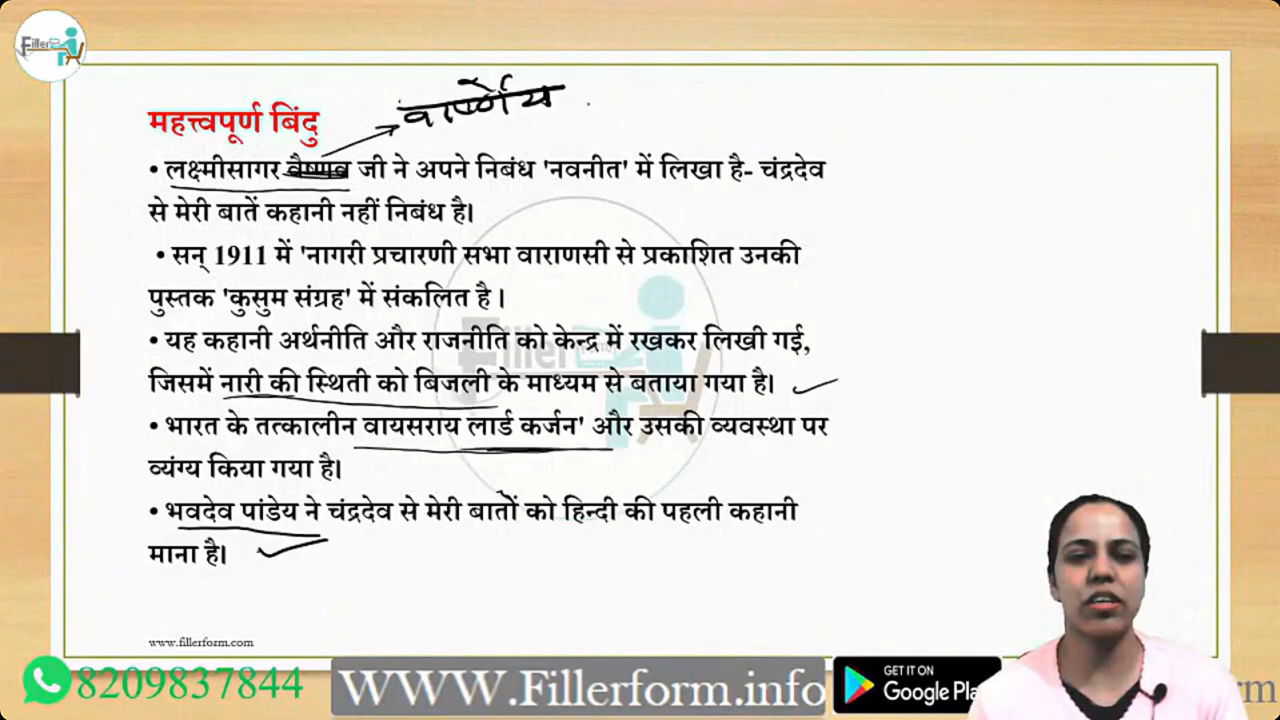 Fillerform
महत्त्वपूर्ण बिंदु
वार्ष्णेय
• लक्ष्मीसागर वैष्णव जी ने अपने निबंध 'नवनीत' में लिखा है- चंद्रदेव
से मेरी बातें कहानी नहीं निबंध है।
• सन् 1911 में 'नागरी प्रचारणी सभा वाराणसी से प्रकाशित उनकी
पुस्तक 'कुसुम संग्रह' में संकलित है ।
• यह कहानी अर्थनीति और राजनीति को केन्द्र में रखकर लिखी गई,
जिसमें नारी की स्थिती को बिजली के माध्यम से बताया गया है।
• भारत के तत्कालीन वायसराय लार्ड कर्जन' और उसकी व्यवस्था पर
व्यंग्य किया गया है।
• भवदेव पांडेय ने चंद्रदेव से मेरी बातों को हिन्दी की पहली कहानी
माना है।
www.fillerform.com
8209837844
WWW.Fillerform.info
GET IT ON
Google Pla
rm